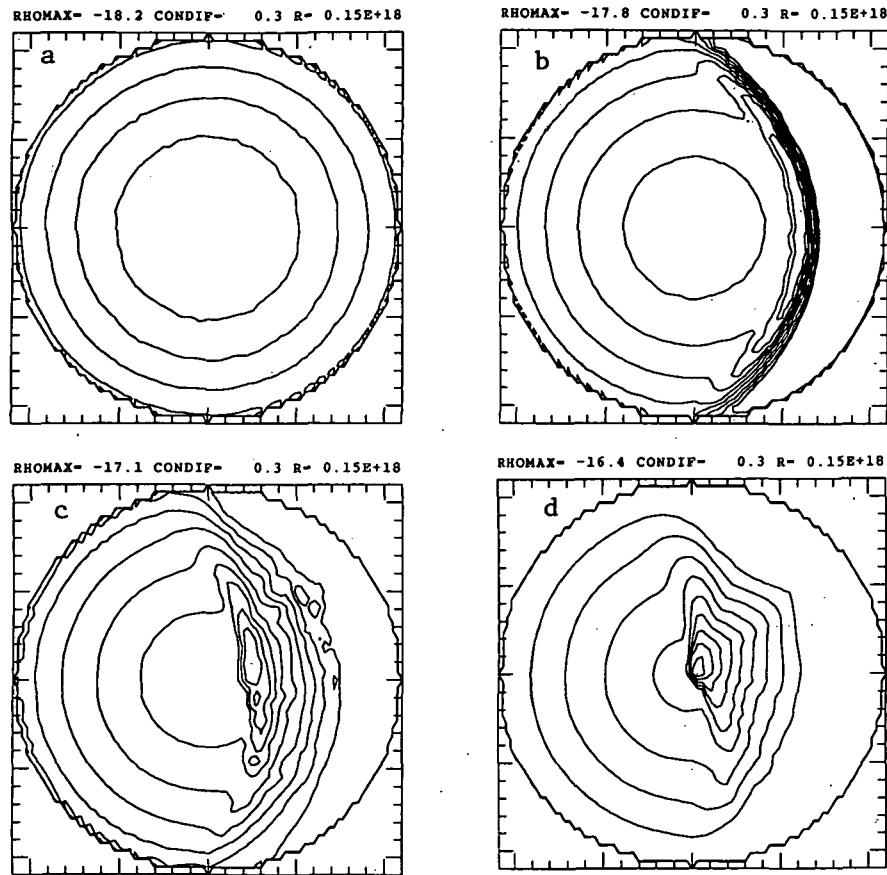 RHOMAX= -18.2 CONDIF= 0.3 R= 0.15E+18
a
RHOMAX= -17.8 CONDIF= 0.3 R= 0.15E+18
b
RHOMAX= -17.1 CONDIF= 0.3 R= 0.15E+18
c
RHOMAX= -16.4 CONDIF= 0.3 R= 0.15E+18
d